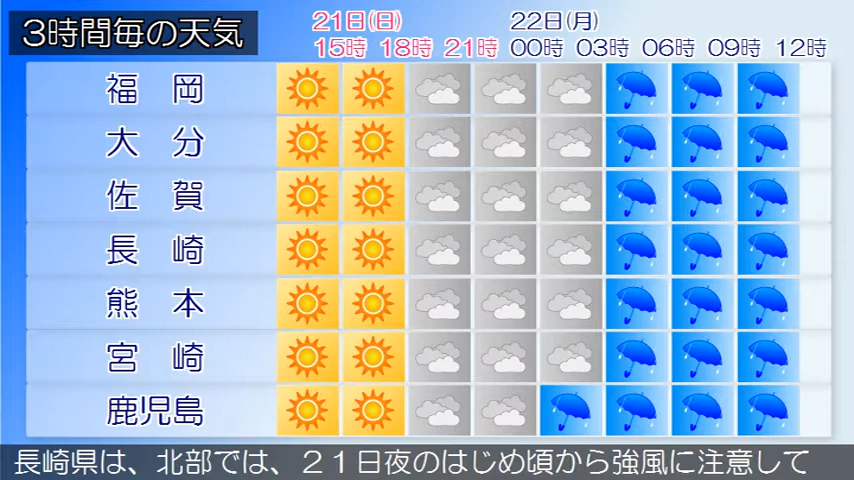 3時間毎の天気
21日(日) 22日(月)
15時 18時 21時 00時 03時 06時 09時 12時
福岡
大分
佐賀
長崎
熊本
宮崎
鹿児島
長崎県は、北部では、２１日夜のはじめ頃から強風に注意して